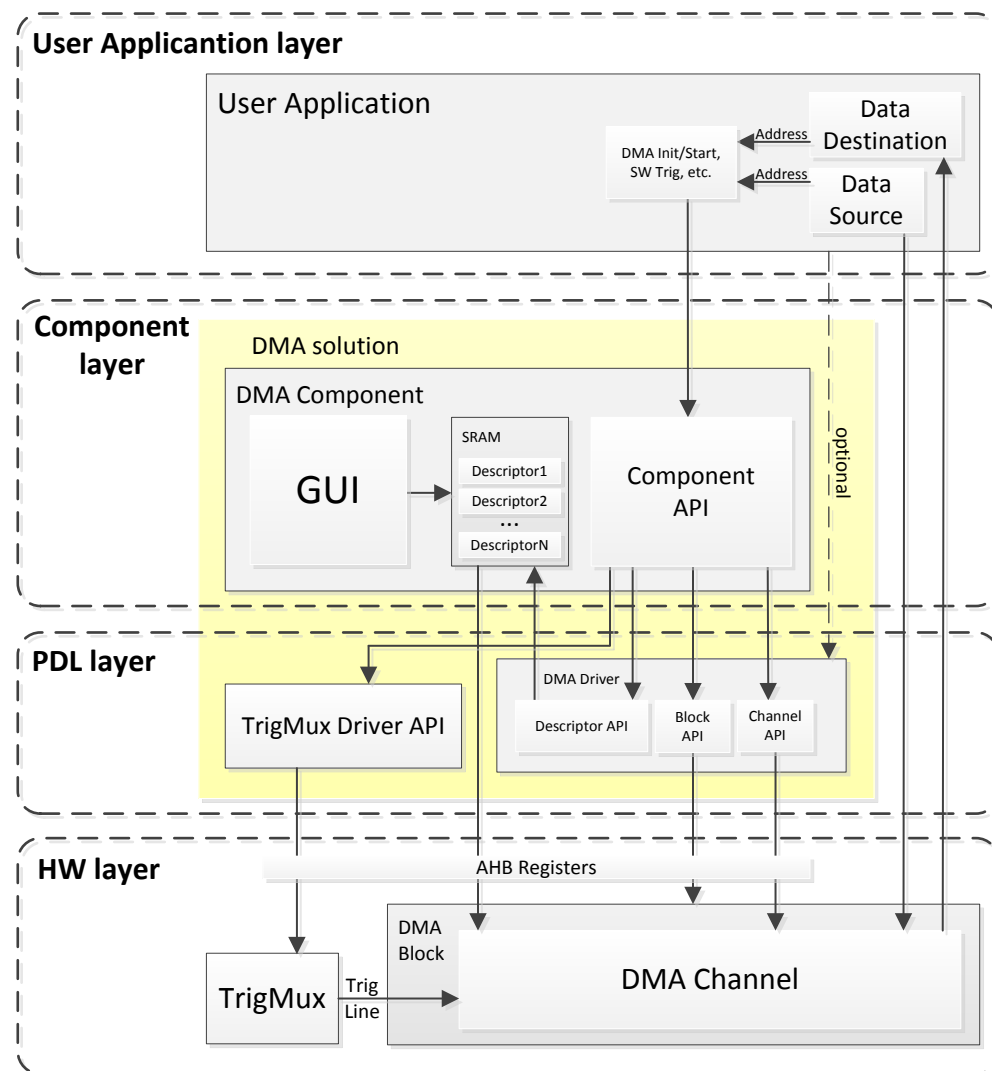 User Applicantion layer
User Application
Data
Destination
Address
DMA Init/Start,
SW Trig, etc.
Address
Data
Source
Component
layer
DMA solution
DMA Component
GUI
SRAM
Descriptor1
Descriptor2
...
DescriptorN
Component
API
optional
PDL layer
TrigMux Driver API
DMA Driver
Descriptor API
Block
API
Channel
API
HW layer
AHB Registers
DMA
Block
DMA Channel
TrigMux
Trig
Line